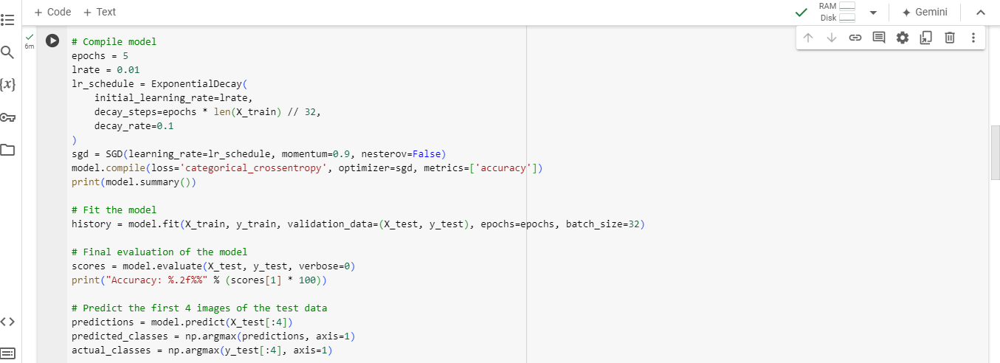 + Code + Text
RAM
Disk
Gemini
6m
{x}
# Compile model
epochs = 5
lrate = 0.01
lr_schedule = ExponentialDecay(
    initial_learning_rate=lrate,
    decay_steps=epochs * len(X_train) // 32,
    decay_rate=0.1
)
sgd = SGD(learning_rate=lr_schedule, momentum=0.9, nesterov=False)
model.compile(loss='categorical_crossentropy', optimizer=sgd, metrics=['accuracy'])
print(model.summary())
# Fit the model
history = model.fit(X_train, y_train, validation_data=(X_test, y_test), epochs=epochs, batch_size=32)
# Final evaluation of the model
scores = model.evaluate(X_test, y_test, verbose=0)
print("Accuracy: %.2f%%" % (scores[1] * 100))
# Predict the first 4 images of the test data
predictions = model.predict(X_test[:4])
predicted_classes = np.argmax(predictions, axis=1)
actual_classes = np.argmax(y_test[:4], axis=1)